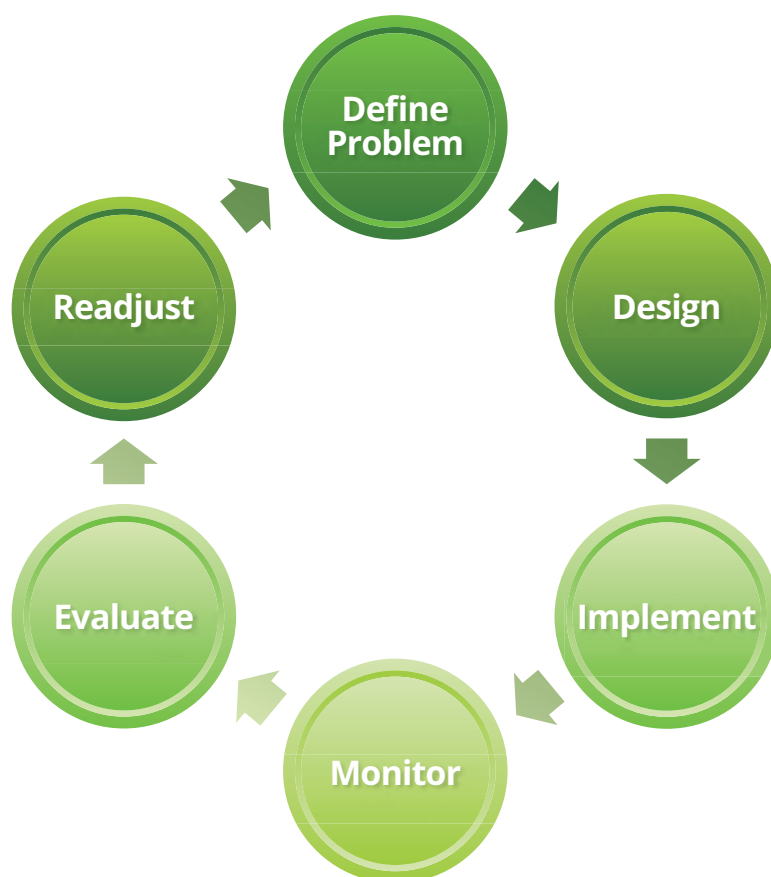 Define
Problem
Design
Implement
Monitor
Evaluate
Readjust